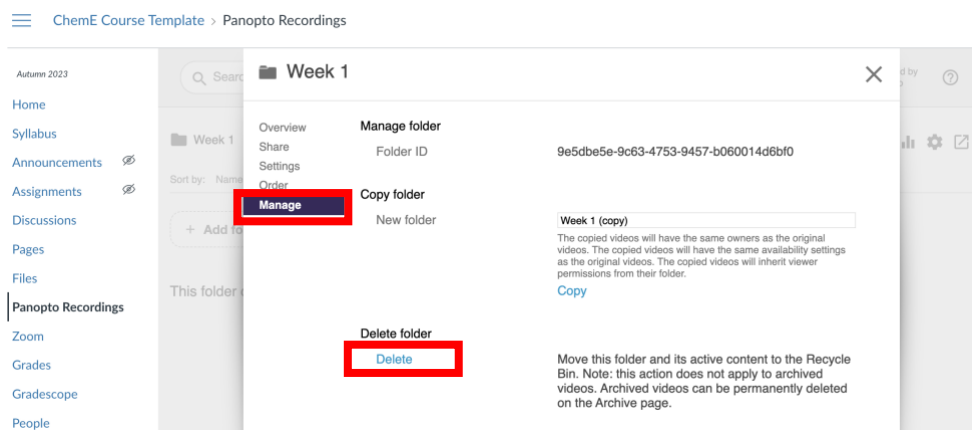 ChemE Course Template › Panopto Recordings
Autumn 2023
Home
Syllabus
Announcements
Assignments
Discussions
Pages
Files
Panopto Recordings
Zoom
Grades
Gradescope
People
Week 1
Sort by:
+ Add
This folder
d by
?
Week 1
Overview
Share
Settings
Order
Manage
Manage folder
Folder ID
9e5dbe5e-9c63-4753-9457-b060014d6bf0
Copy folder
New folder
Week 1 (copy)
The copied videos will have the same owners as the original
videos. The copied videos will have the same availability settings
as the original videos. The copied videos will inherit viewer
permissions from their folder.
Copy
Delete folder
Delete
Move this folder and its active content to the Recycle
Bin. Note: this action does not apply to archived
videos. Archived videos can be permanently deleted
on the Archive page.